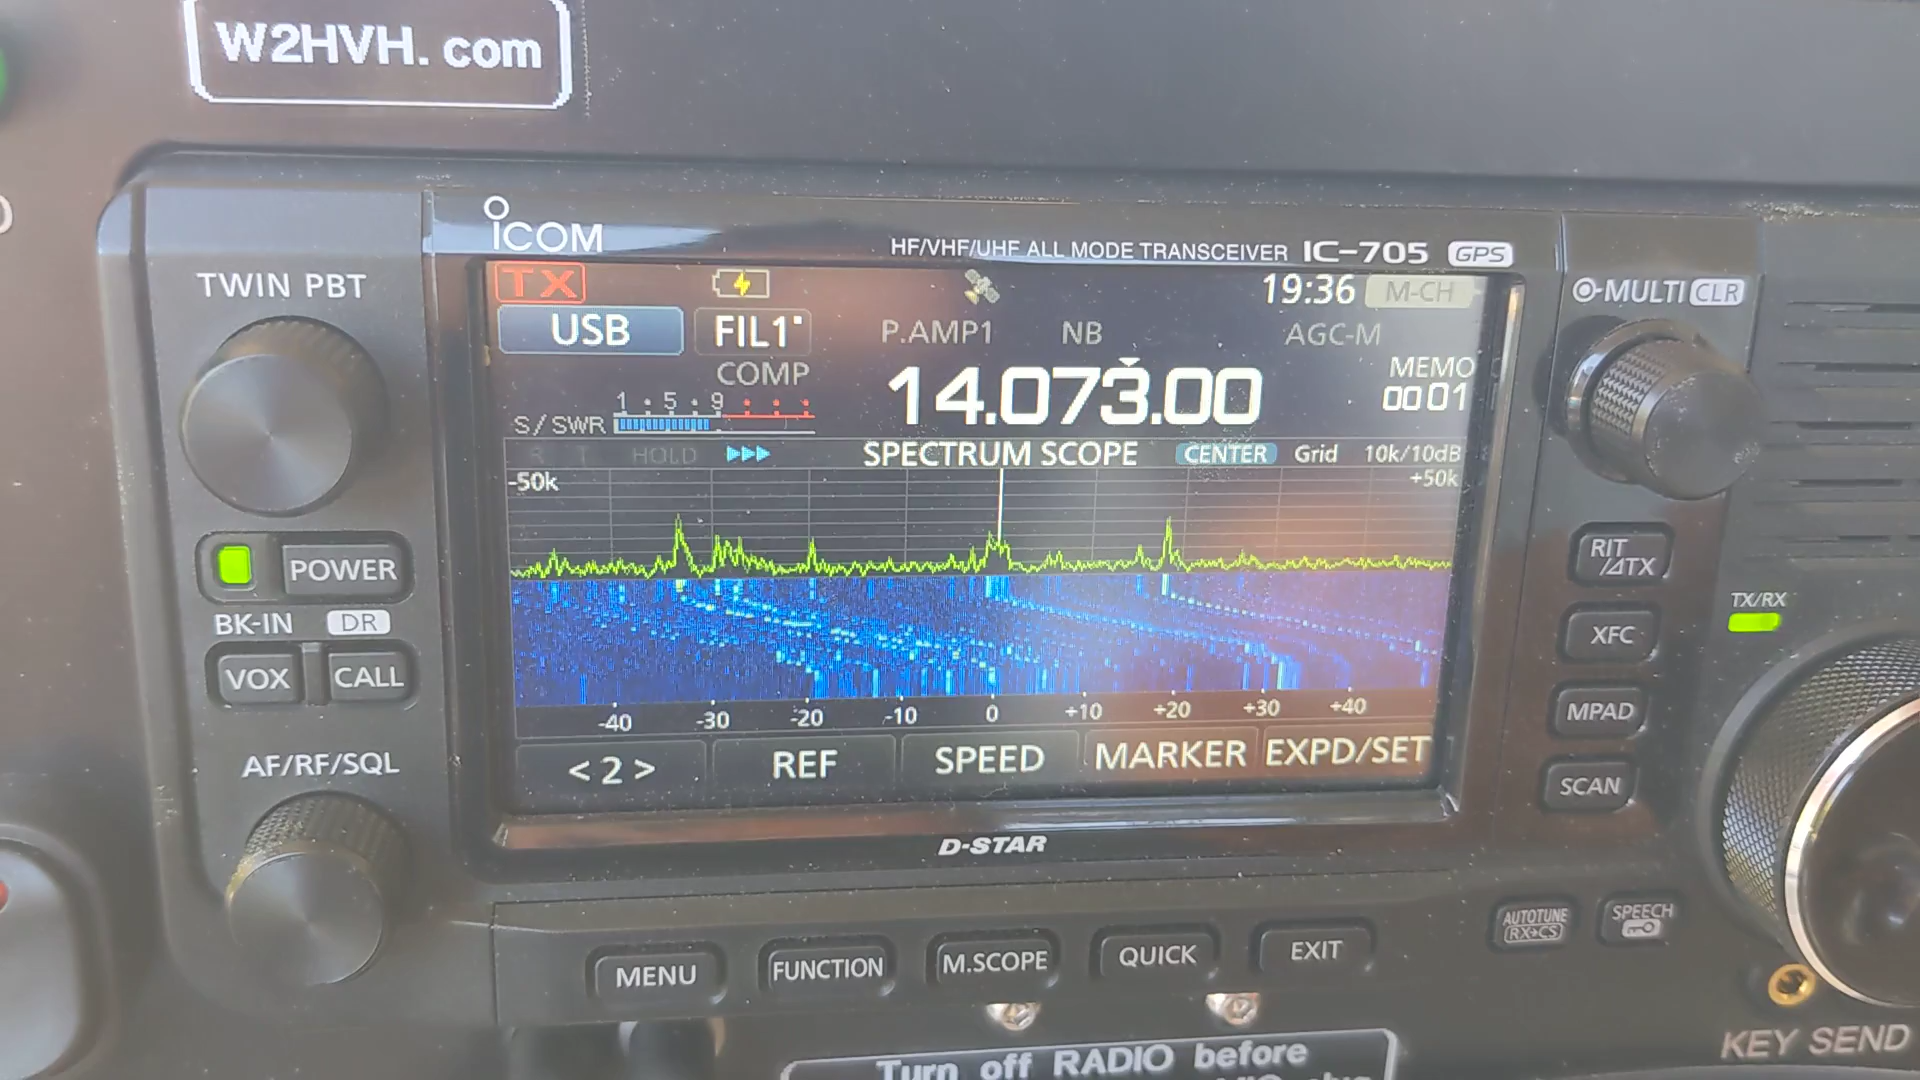 W2HVH. com
ICOM
HF/VHF/UHF ALL MODE TRANSCEIVER IC-705 GPS
TWIN PBT
MULTI CLR
TX 19:36 M-CH
USB FIL1 P.AMP1 NB AGC-M
COMP 14.073.00 MEMO
0001
1 5 9
S/SWR
HOLD SPECTRUM SCOPE CENTER Grid 10k/10dB
-50k +50k
-40 -30 -20 -10 0 +10 +20 +30 +40
<2> REF SPEED MARKER EXPD/SET
D-STAR
POWER
BK-IN DR
VOX CALL
AF/RF/SQL
RIT
/⊿TX
TX/RX
XFC
MPAD
SCAN
AUTOTUNE
RX→CS
SPEECH
MENU FUNCTION M.SCOPE QUICK EXIT
KEY SEND
Turn off RADIO before